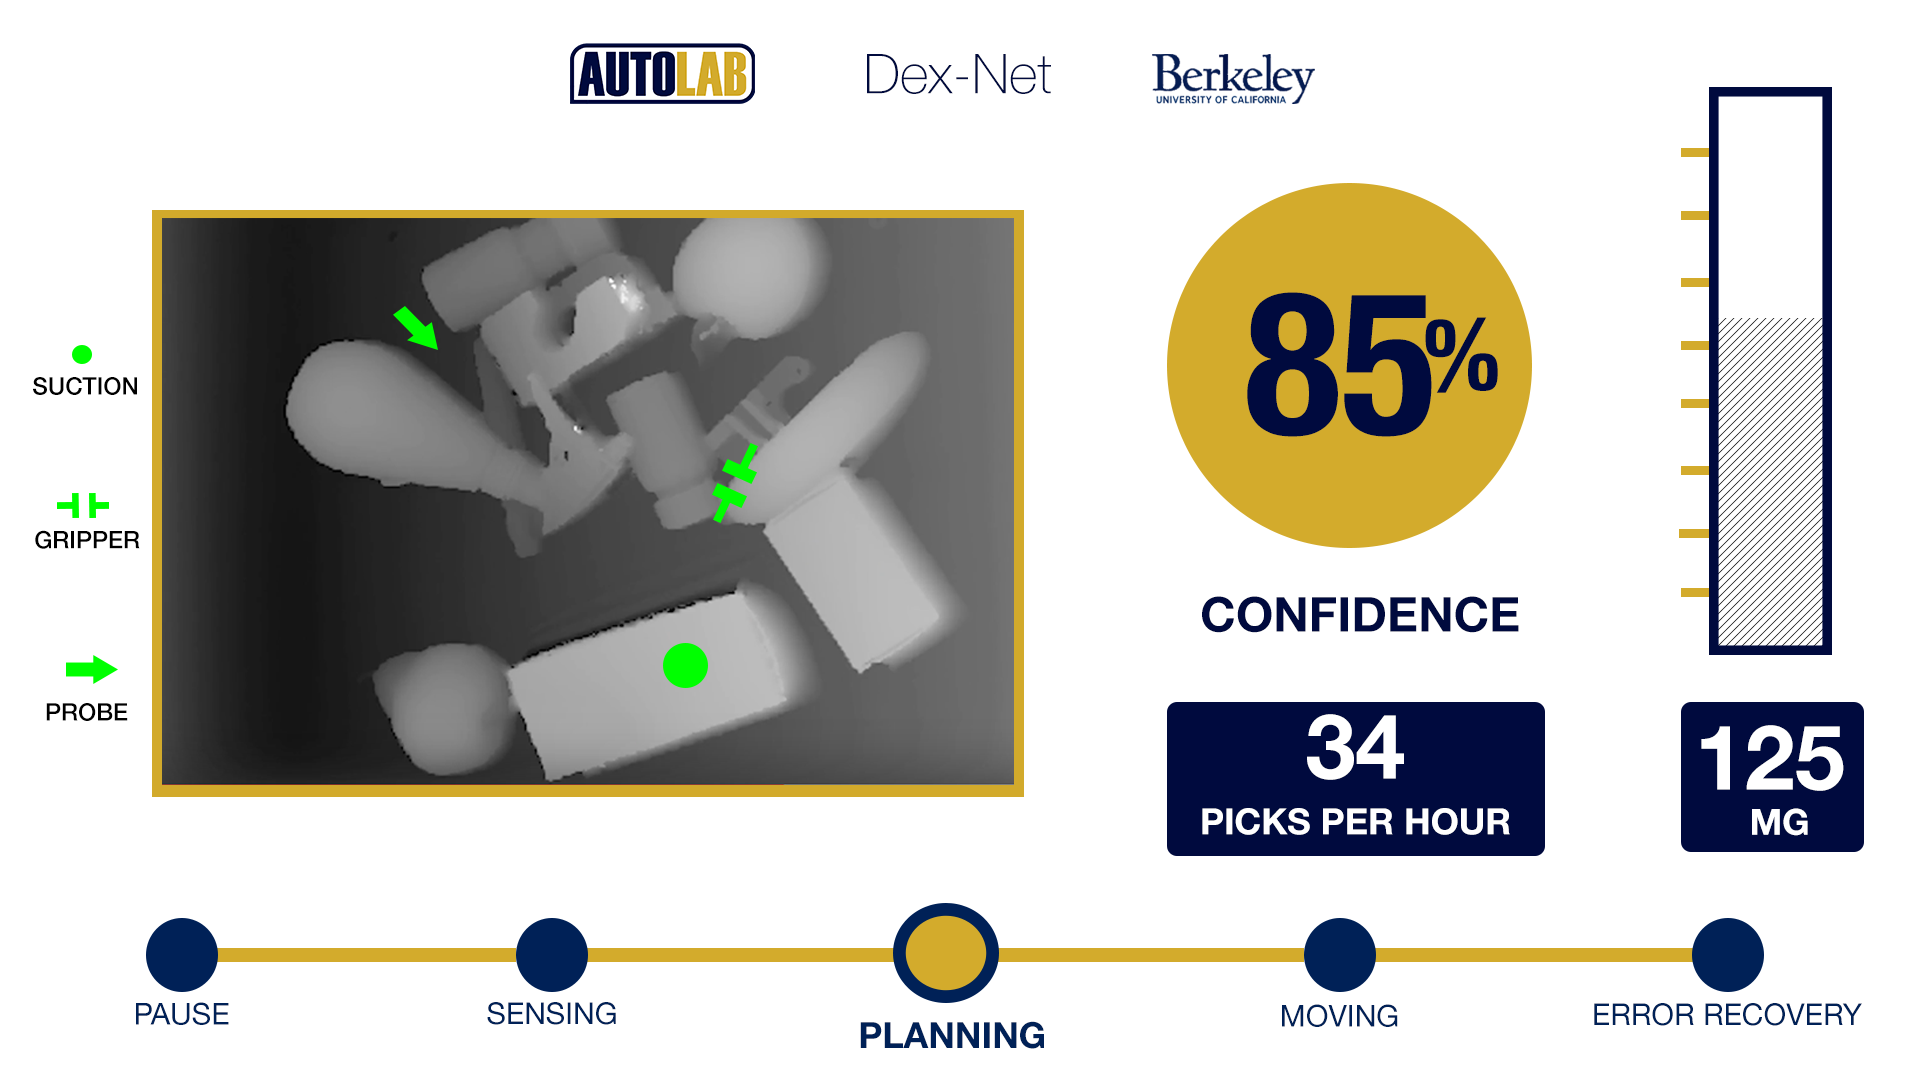 AUTOLAB
Dex-Net
Berkeley
UNIVERSITY OF CALIFORNIA
SUCTION
GRIPPER
PROBE
85%
CONFIDENCE
34
PICKS PER HOUR
125
MG
PAUSE
SENSING
PLANNING
MOVING
ERROR RECOVERY